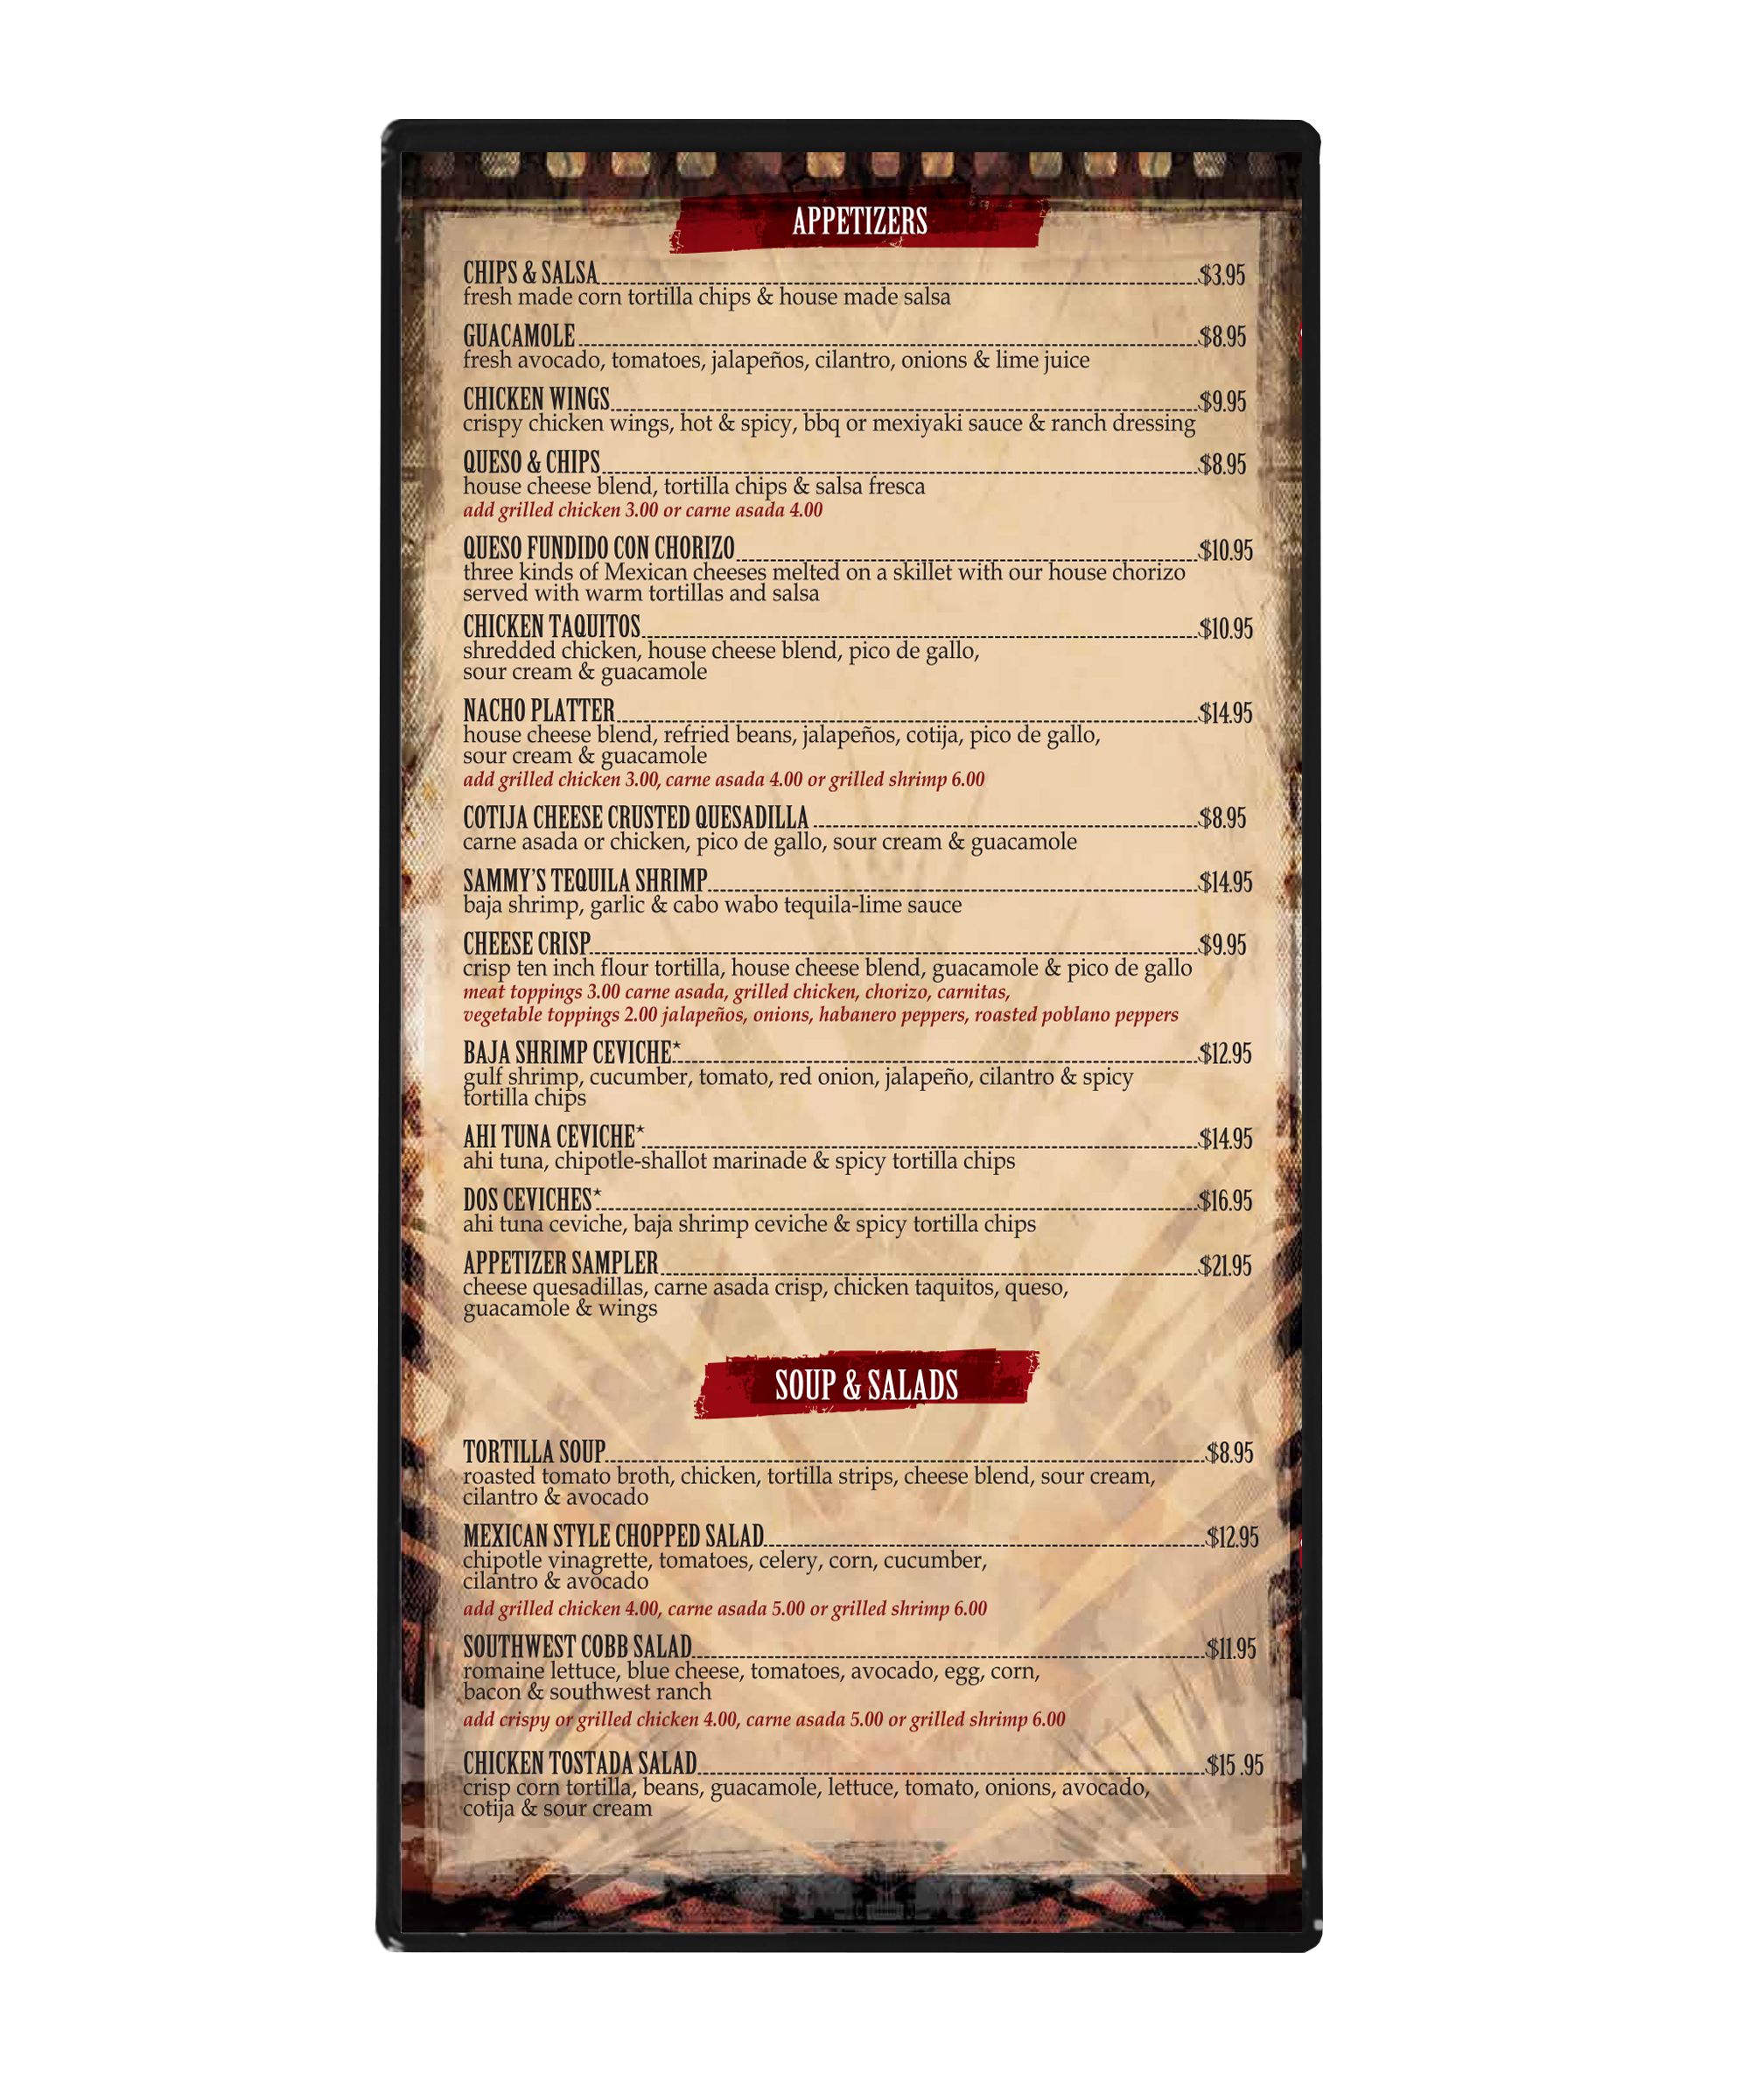 APPETIZERS
CHIPS & SALSA $3.95
fresh made corn tortilla chips & house made salsa
GUACAMOLE $8.95
fresh avocado, tomatoes, jalapeños, cilantro, onions & lime juice
CHICKEN WINGS $9.95
crispy chicken wings, hot & spicy, bbq or mexiyaki sauce & ranch dressing
QUESO & CHIPS $8.95
house cheese blend, tortilla chips & salsa fresca
add grilled chicken 3.00 or carne asada 4.00
QUESO FUNDIDO CON CHORIZO $10.95
three kinds of Mexican cheeses melted on a skillet with our house chorizo
served with warm tortillas and salsa
CHICKEN TAQUITOS $10.95
shredded chicken, house cheese blend, pico de gallo,
sour cream & guacamole
NACHO PLATTER $14.95
house cheese blend, refried beans, jalapeños, cotija, pico de gallo,
sour cream & guacamole
add grilled chicken 3.00, carne asada 4.00 or grilled shrimp 6.00
COTIJA CHEESE CRUSTED QUESADILLA $8.95
carne asada or chicken, pico de gallo, sour cream & guacamole
SAMMY'S TEQUILA SHRIMP $14.95
baja shrimp, garlic & cabo wabo tequila-lime sauce
CHEESE CRISP $9.95
crisp ten inch flour tortilla, house cheese blend, guacamole & pico de gallo
meat toppings 3.00 carne asada, grilled chicken, chorizo, carnitas,
vegetable toppings 2.00 jalapeños, onions, habanero peppers, roasted poblano peppers
BAJA SHRIMP CEVICHE* $12.95
gulf shrimp, cucumber, tomato, red onion, jalapeño, cilantro & spicy
tortilla chips
AHI TUNA CEVICHE* $14.95
ahi tuna, chipotle-shallot marinade & spicy tortilla chips
DOS CEVICHES* $16.95
ahi tuna ceviche, baja shrimp ceviche & spicy tortilla chips
APPETIZER SAMPLER $21.95
cheese quesadillas, carne asada crisp, chicken taquitos, queso,
guacamole & wings
SOUP & SALADS
TORTILLA SOUP $8.95
roasted tomato broth, chicken, tortilla strips, cheese blend, sour cream,
cilantro & avocado
MEXICAN STYLE CHOPPED SALAD $12.95
chipotle vinagrette, tomatoes, celery, corn, cucumber,
cilantro & avocado
add grilled chicken 4.00, carne asada 5.00 or grilled shrimp 6.00
SOUTHWEST COBB SALAD $11.95
romaine lettuce, blue cheese, tomatoes, avocado, egg, corn,
bacon & southwest ranch
add crispy or grilled chicken 4.00, carne asada 5.00 or grilled shrimp 6.00
CHICKEN TOSTADA SALAD $15 .95
crisp corn tortilla, beans, guacamole, lettuce, tomato, onions, avocado,
cotija & sour cream